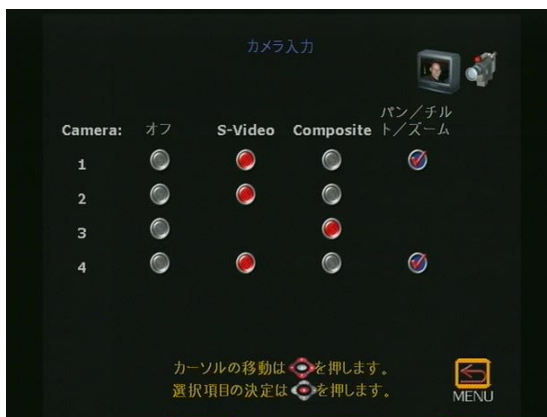 カメラ入力
パン／チル
Camera: オフ S-Video Composite ト／ズーム
1
2
3
4
カーソルの移動は を押します。
選択項目の決定は を押します。
MENU